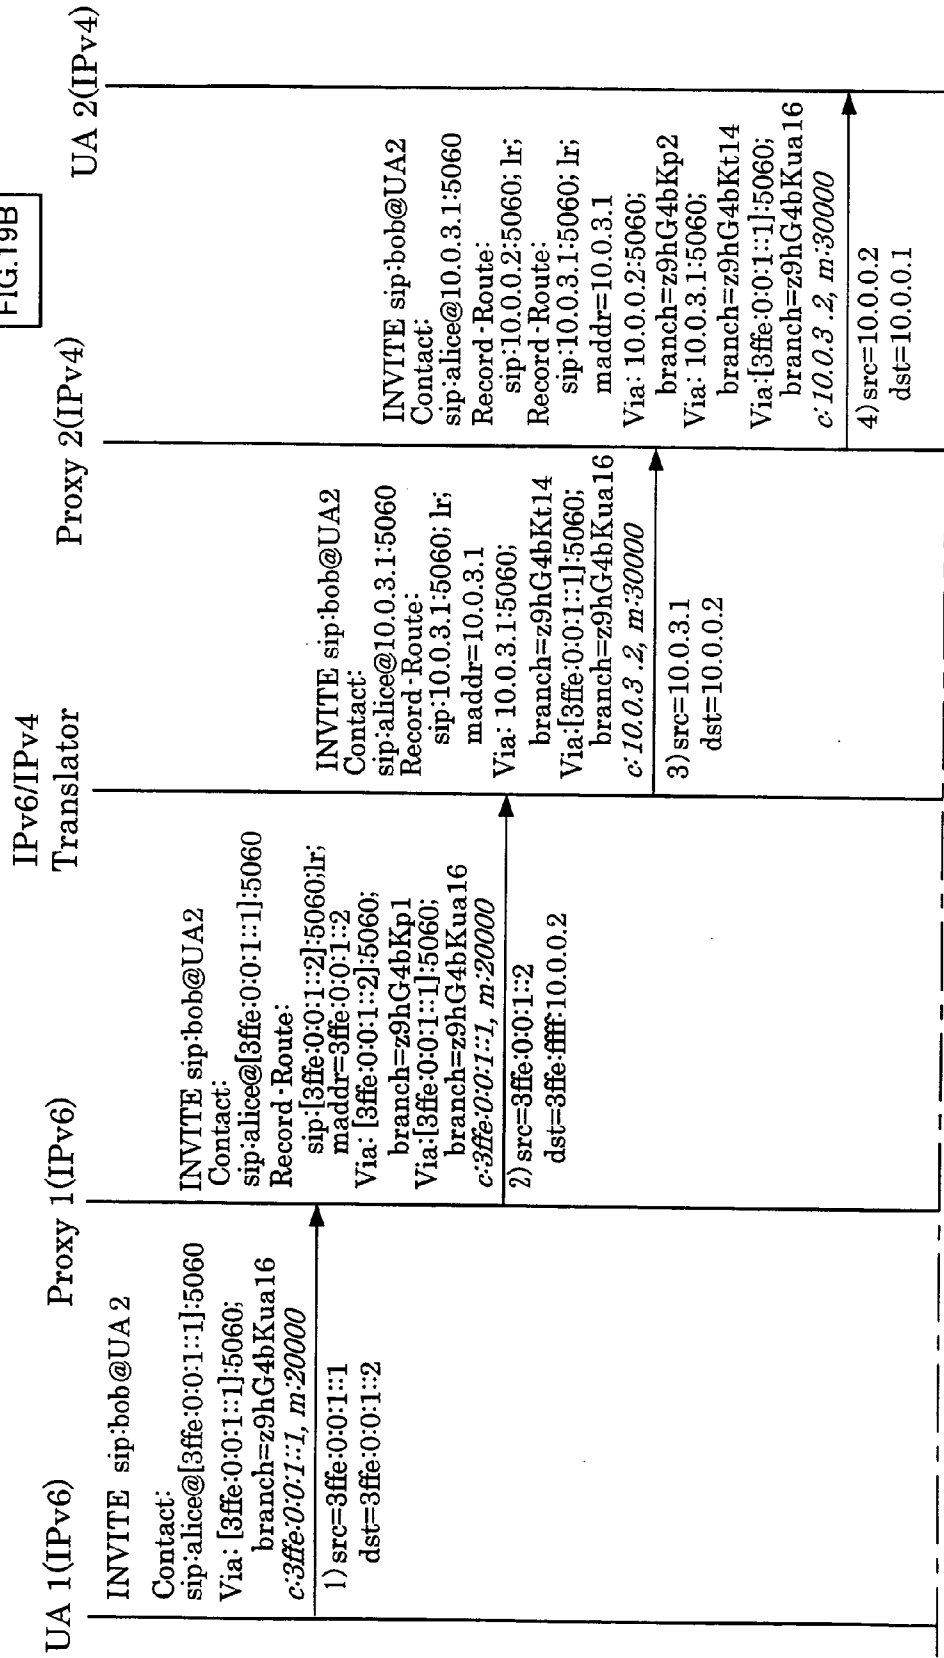 FIG.19B
UA 1(IPv6)
Proxy 1(IPv6)
IPv6/IPv4
Translator
Proxy 2(IPv4)
UA 2(IPv4)
INVITE sip:bob@UA2
Contact:
sip:alice@[3ffe:0:0:1::1]:5060
Via: [3ffe:0:0:1::1]:5060;
branch=z9hG4bKua16
c:3ffe:0:0:1::1, m:20000
1) src=3ffe:0:0:1::1
dst=3ffe:0:0:1::2
INVITE sip:bob@UA2
Contact:
sip:alice@[3ffe:0:0:1::1]:5060
Record-Route:
sip:[3ffe:0:0:1::2]:5060;lr;
maddr=3ffe:0:0:1::2
Via: [3ffe:0:0:1::2]:5060;
branch=z9hG4bKp1
Via:[3ffe:0:0:1::1]:5060;
branch=z9hG4bKua16
c:3ffe:0:0:1::1, m:20000
2) src=3ffe:0:0:1::2
dst=3ffe:ffff:10.0.0.2
INVITE sip:bob@UA2
Contact:
sip:alice@10.0.3.1:5060
Record-Route:
sip:10.0.3.1:5060; lr;
maddr=10.0.3.1
Via: 10.0.3.1:5060;
branch=z9hG4bKt14
Via:[3ffe:0:0:1::1]:5060;
branch=z9hG4bKua16
c:10.0.3 .2, m:30000
3) src=10.0.3.1
dst=10.0.0.2
INVITE sip:bob@UA2
Contact:
sip:alice@10.0.3.1:5060
Record-Route:
sip:10.0.0.2:5060; lr;
Record-Route:
sip:10.0.3.1:5060; lr;
maddr=10.0.3.1
Via: 10.0.0.2:5060;
branch=z9hG4bKp2
Via: 10.0.3.1:5060;
branch=z9hG4bKt14
Via:[3ffe:0:0:1::1]:5060;
branch=z9hG4bKua16
c:10.0.3 .2, m:30000
4) src=10.0.0.2
dst=10.0.0.1